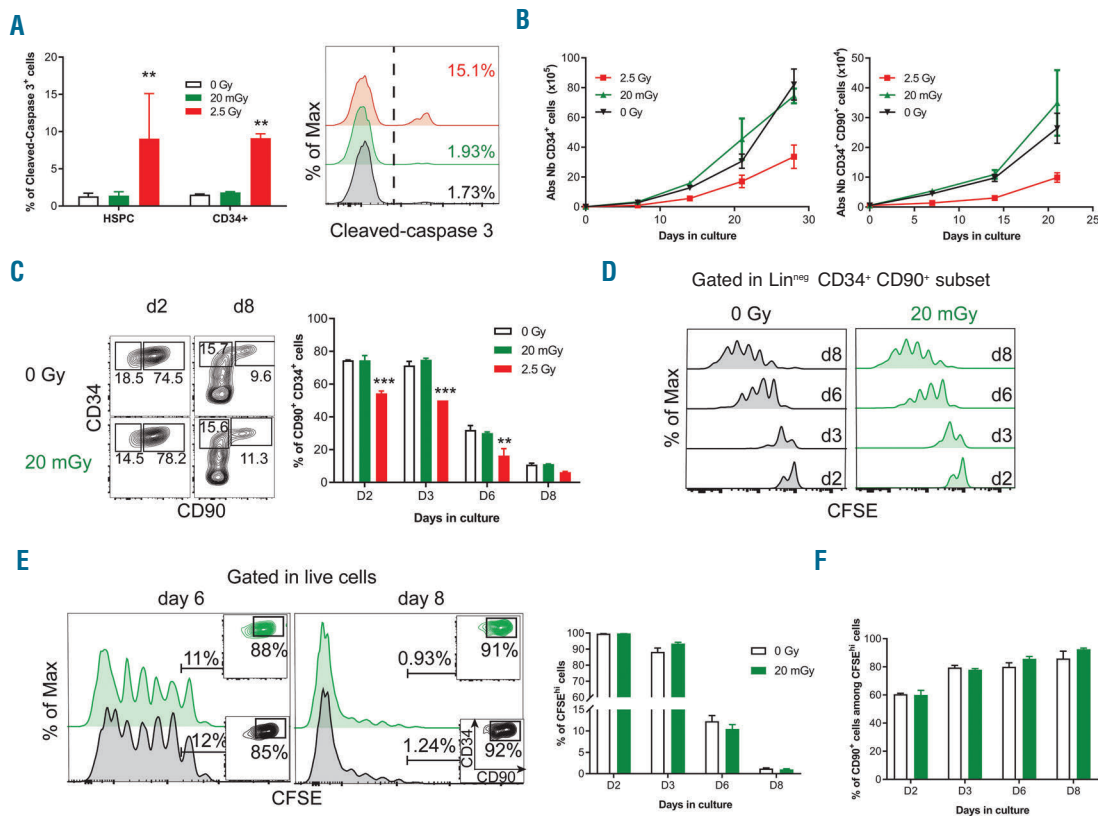 A
% of Cleaved-Caspase 3⁺ cells
20
15
10
5
0
**
**
0 Gy
20 mGy
2.5 Gy
HSPC
CD34+
% of Max
15.1%
1.93%
1.73%
Cleaved-caspase 3
B
Abs Nb CD34⁺ cells (x10⁵)
100
80
60
40
20
0
2.5 Gy
20 mGy
0 Gy
0
10
20
30
Days in culture
Abs Nb CD34⁺ CD90⁺ cells (x10⁴)
50
40
30
20
10
0
2.5 Gy
20 mGy
0 Gy
0
5
10
15
20
25
Days in culture
C
d2
d8
0 Gy
20 mGy
CD34
18.5
74.5
15.7
9.6
14.5
78.2
15.6
11.3
CD90
% of CD90⁺ CD34⁺ cells
100
80
60
40
20
0
***
***
**
0 Gy
20 mGy
2.5 Gy
D2
D3
D6
D8
Days in culture
D
Gated in Linⁿᵉᵍ CD34⁺ CD90⁺ subset
0 Gy
20 mGy
% of Max
d8
d6
d3
d2
d8
d6
d3
d2
CFSE
E
Gated in live cells
day 6
day 8
% of Max
11%
88%
12%
85%
0.93%
91%
1.24%
92%
CD34
CD90
CFSE
% of CFSEʰⁱ cells
100
90
80
70
60
15
10
5
0
0 Gy
20 mGy
D2
D3
D6
D8
Days in culture
F
% of CD90⁺ cells among CFSEʰⁱ
100
80
60
40
20
0
0 Gy
20 mGy
D2
D3
D6
D8
Days in culture